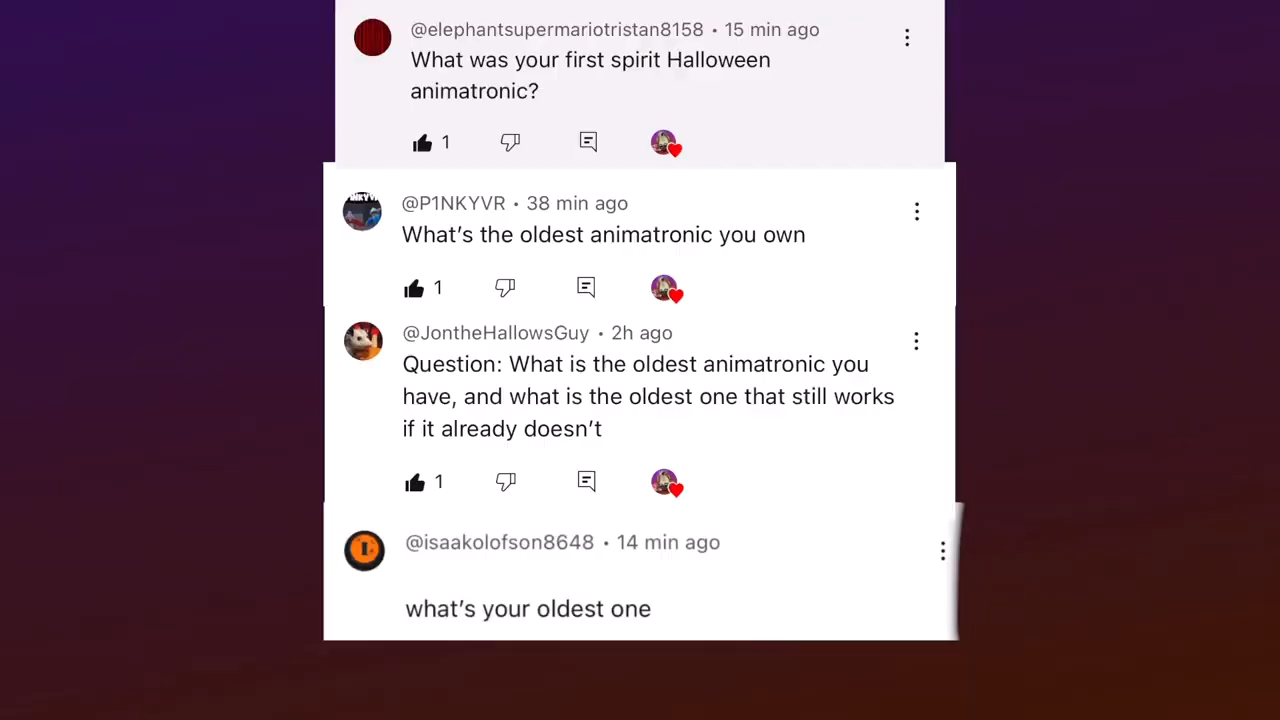 @elephantsupermariotristan8158 • 15 min ago
What was your first spirit Halloween
animatronic?
1
@P1NKYVR • 38 min ago
What's the oldest animatronic you own
1
@JontheHallowsGuy • 2h ago
Question: What is the oldest animatronic you
have, and what is the oldest one that still works
if it already doesn't
1
@isaakolofson8648 • 14 min ago
what's your oldest one